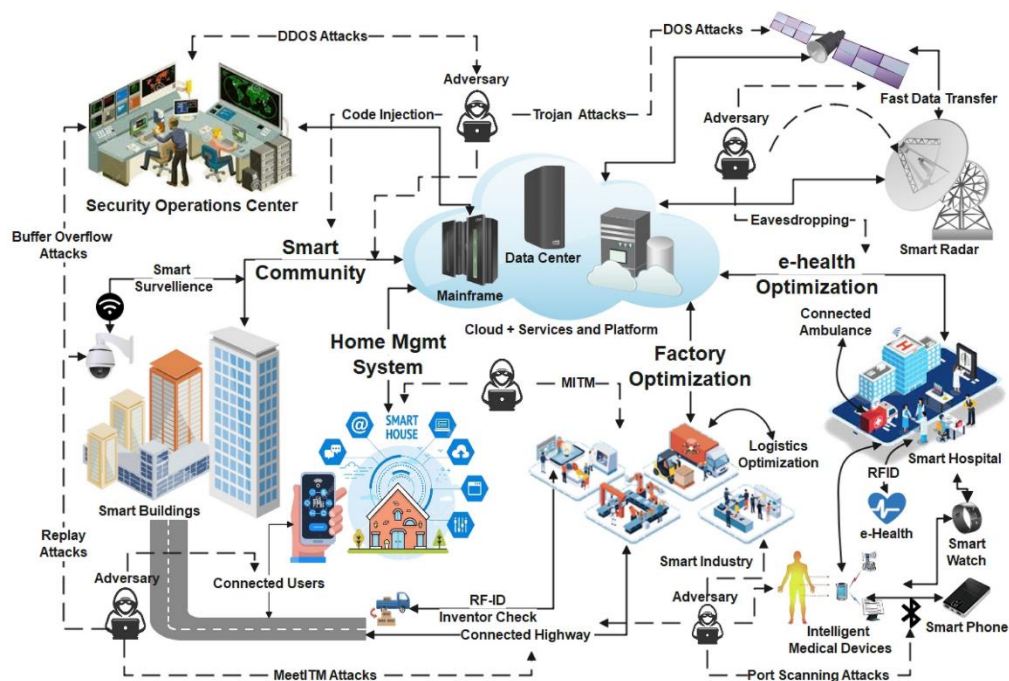 DDOS Attacks
DOS Attacks
Adversary
Code Injection
Trojan Attacks
Adversary
Fast Data Transfer
Security Operations Center
Data Center
Eavesdropping
Smart Radar
Buffer Overflow
Attacks
Smart
Survellience
Smart
Community
Mainframe
e-health
Optimization
Cloud + Services and Platform
Connected
Ambulance
Home Mgmt
System
Factory
Optimization
MITM
H
@
SMART
HOUSE
Logistics
Optimization
RFID
Smart Hospital
Smart Buildings
e-Health
Smart
Watch
Replay
Attacks
Adversary
Connected Users
Smart Industry
Adversary
RF-ID
Inventor Check
Connected Highway
Intelligent
Medical Devices
Smart Phone
MeetITM Attacks
Port Scanning Attacks